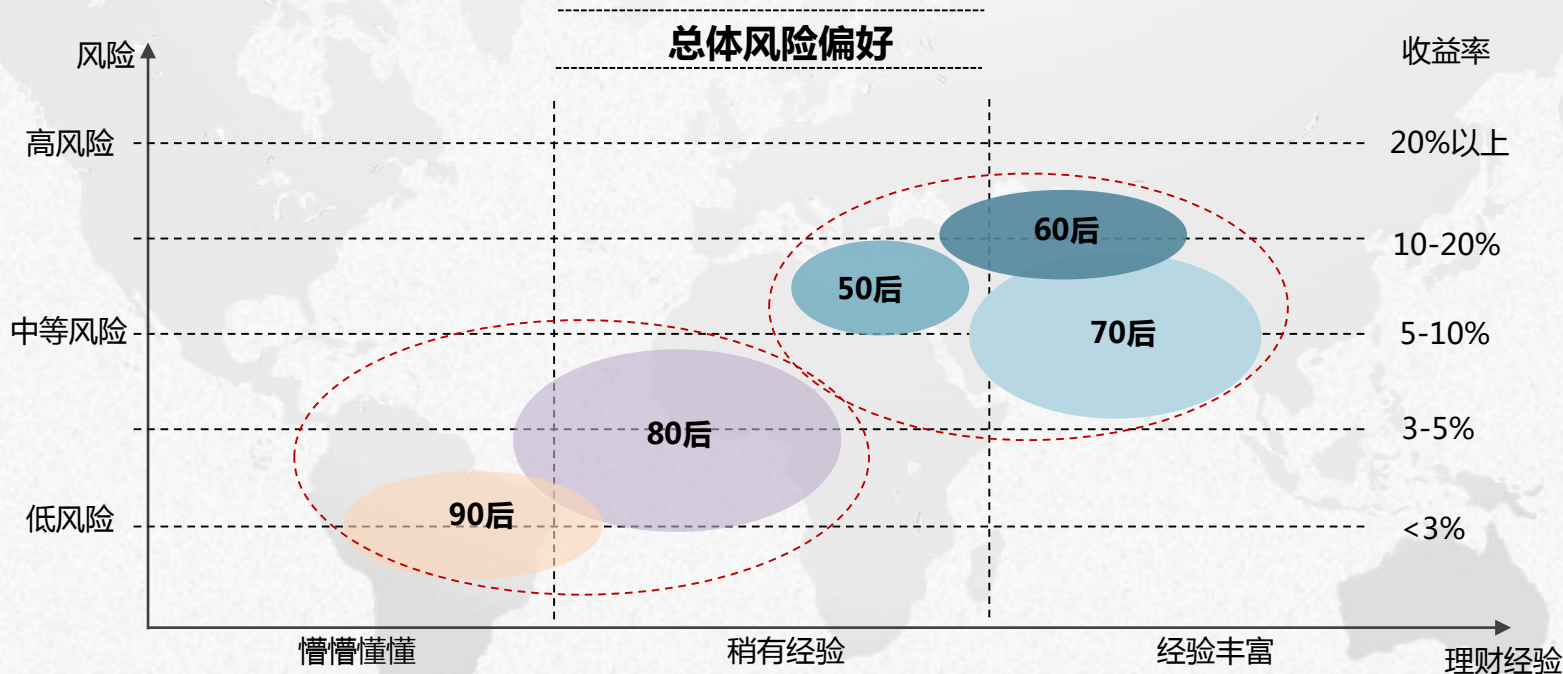 总体风险偏好
风险
收益率
高风险
20%以上
60后
10-20%
50后
中等风险
70后
5-10%
80后
3-5%
90后
低风险
<3%
懵懵懂懂
稍有经验
经验丰富
理财经验